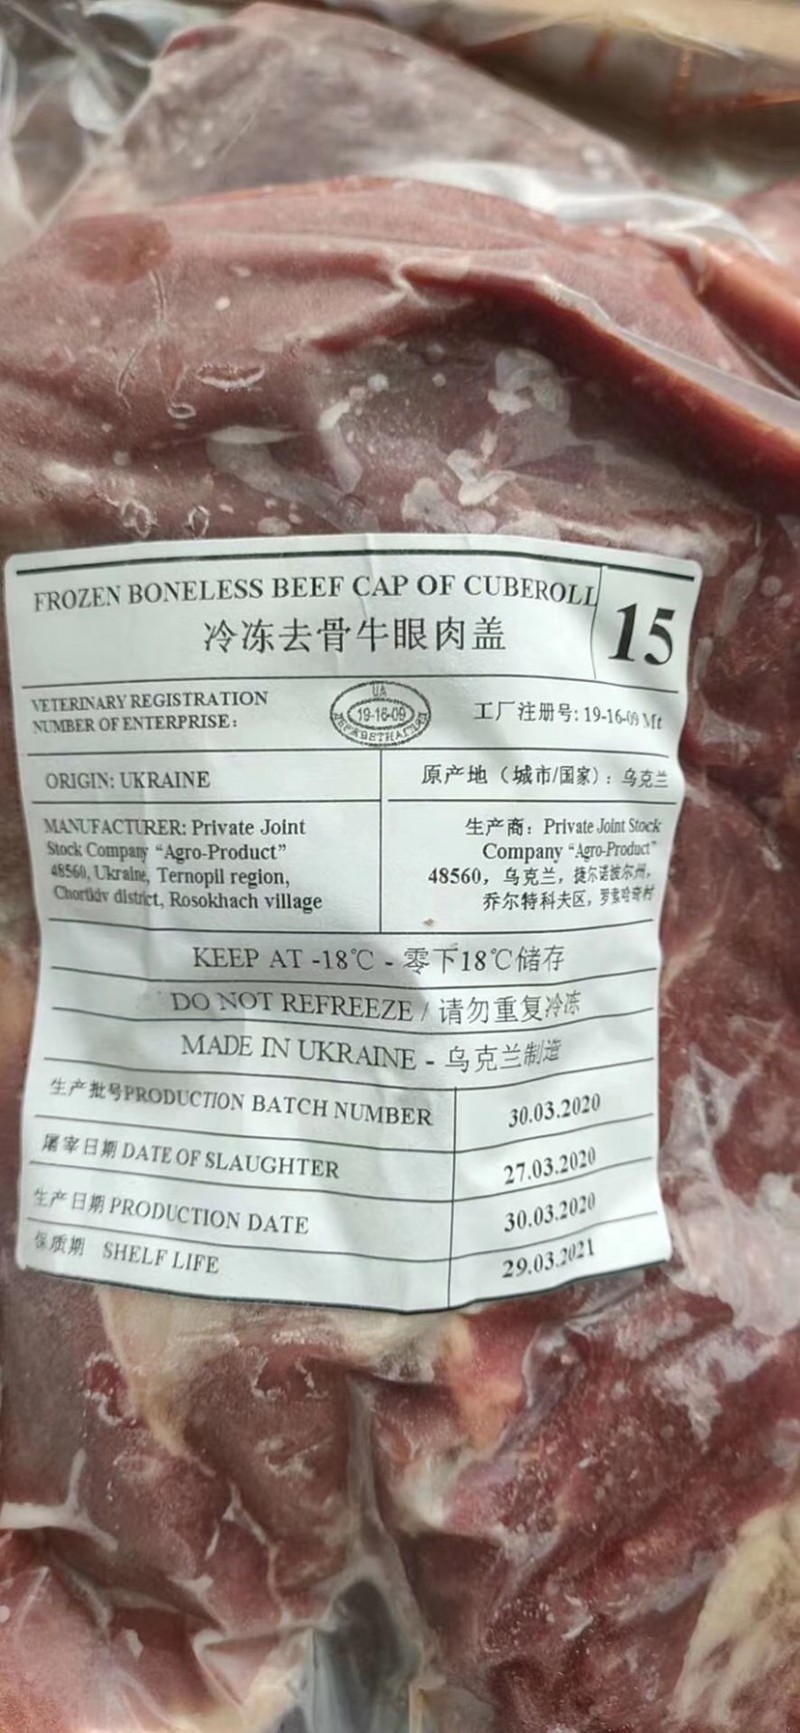 FROZEN BONELESS BEEF CAP OF CUBEROLL
冷冻去骨牛眼肉盖
15
VETERINARY REGISTRATION
NUMBER OF ENTERPRISE:
UA
19-16-09
工厂注册号: 19-16-09 Mt
ORIGIN: UKRAINE
原产地（城市/国家）: 乌克兰
MANUFACTURER: Private Joint
Stock Company “Agro-Product”
48560, Ukraine, Ternopil region,
Chortkiv district, Rosokhach village
生产商: Private Joint Stock
Company “Agro-Product”
48560, 乌克兰, 捷尔诺波尔州,
乔尔特科夫区, 罗索哈奇村
KEEP AT -18℃ - 零下18℃储存
DO NOT REFREEZE / 请勿重复冷冻
MADE IN UKRAINE - 乌克兰制造
生产批号PRODUCTION BATCH NUMBER
30.03.2020
屠宰日期 DATE OF SLAUGHTER
27.03.2020
生产日期 PRODUCTION DATE
30.03.2020
保质期 SHELF LIFE
29.03.2021